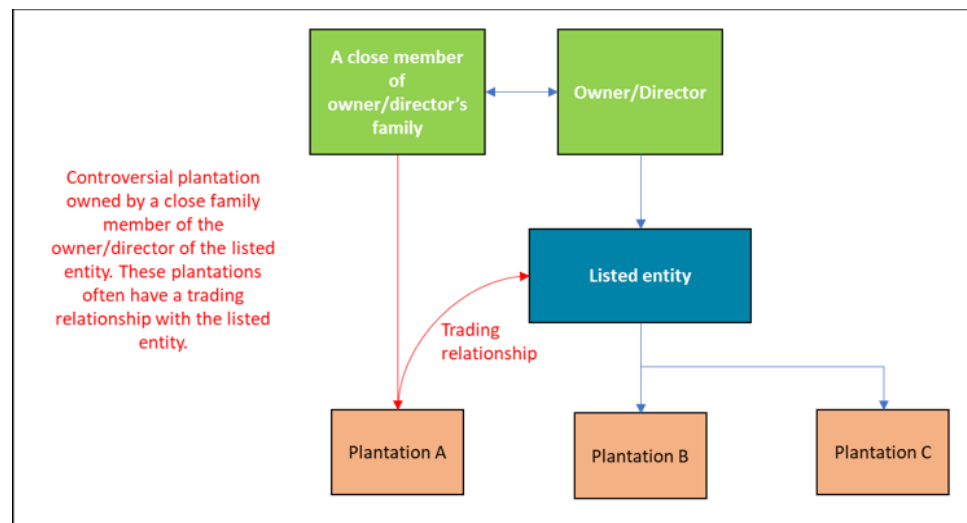 A close member
of
owner/director's
family
Owner/Director
Controversial plantation
owned by a close family
member of the
owner/director of the listed
entity. These plantations
often have a trading
relationship with the listed
entity.
Listed entity
Trading
relationship
Plantation A
Plantation B
Plantation C